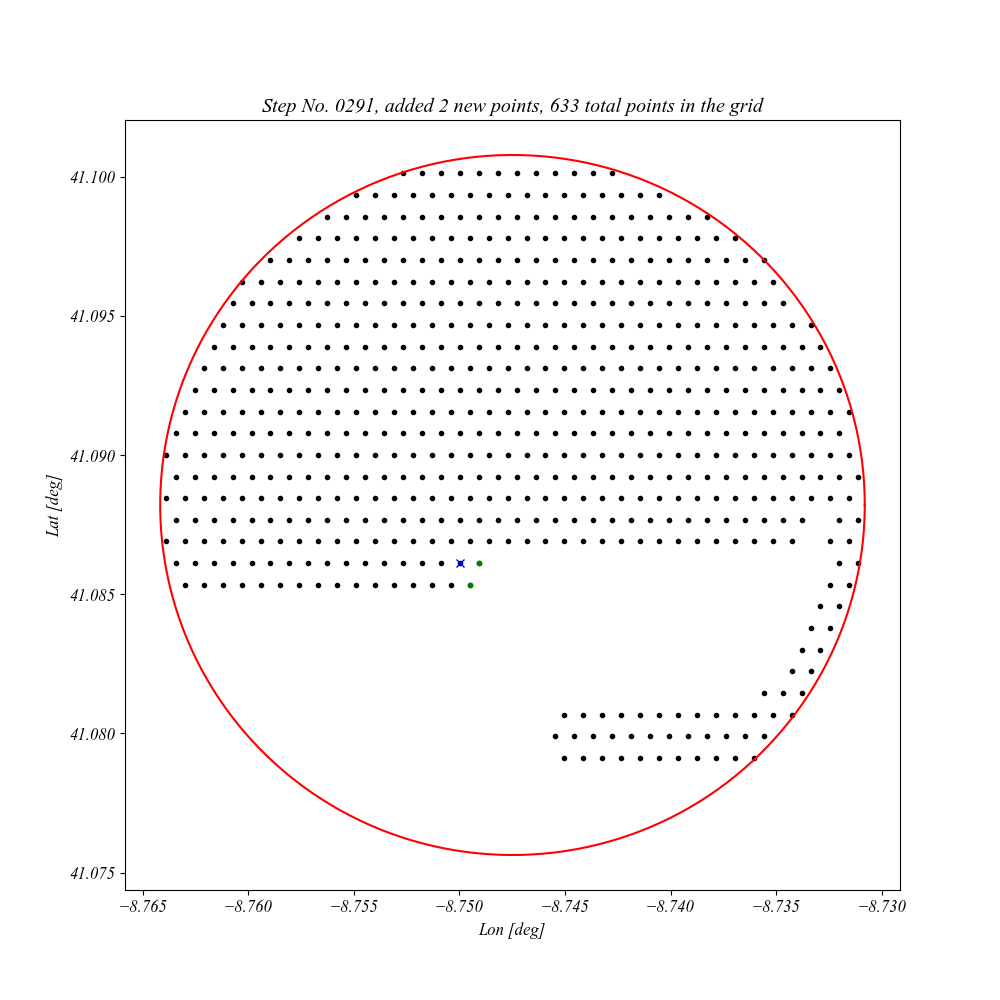 Step No. 0291, added 2 new points, 633 total points in the grid
41.100
41.095
41.090
41.085
41.080
41.075
Lat [deg]
−8.765 −8.760 −8.755 −8.750 −8.745 −8.740 −8.735 −8.730
Lon [deg]